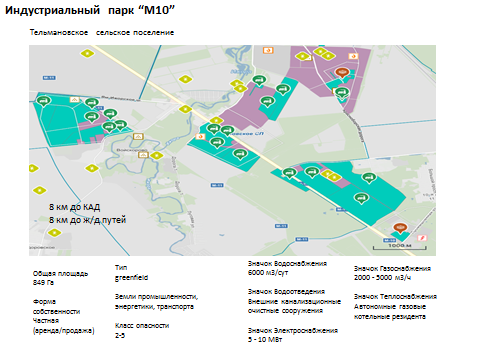 Индустриальный парк “М10”
Тельмановское сельское поселение
8 км до КАД
8 км до ж/д путей
1000 м
Общая площадь
849 Га
Форма
собственности
Частная
(аренда/продажа)
Тип
greenfield
Земли промышленности,
энергетики, транспорта
Класс опасности
2-5
Значок Водоснабжения
6000 м3/сут
Значок Водоотведения
Внешние канализационные
очистные сооружения
Значок Электроснабжения
5 - 10 МВт
Значок Газоснабжения
2000 - 5000 м3/ч
Значок Теплоснабжения
Автономные газовые
котельные резидента